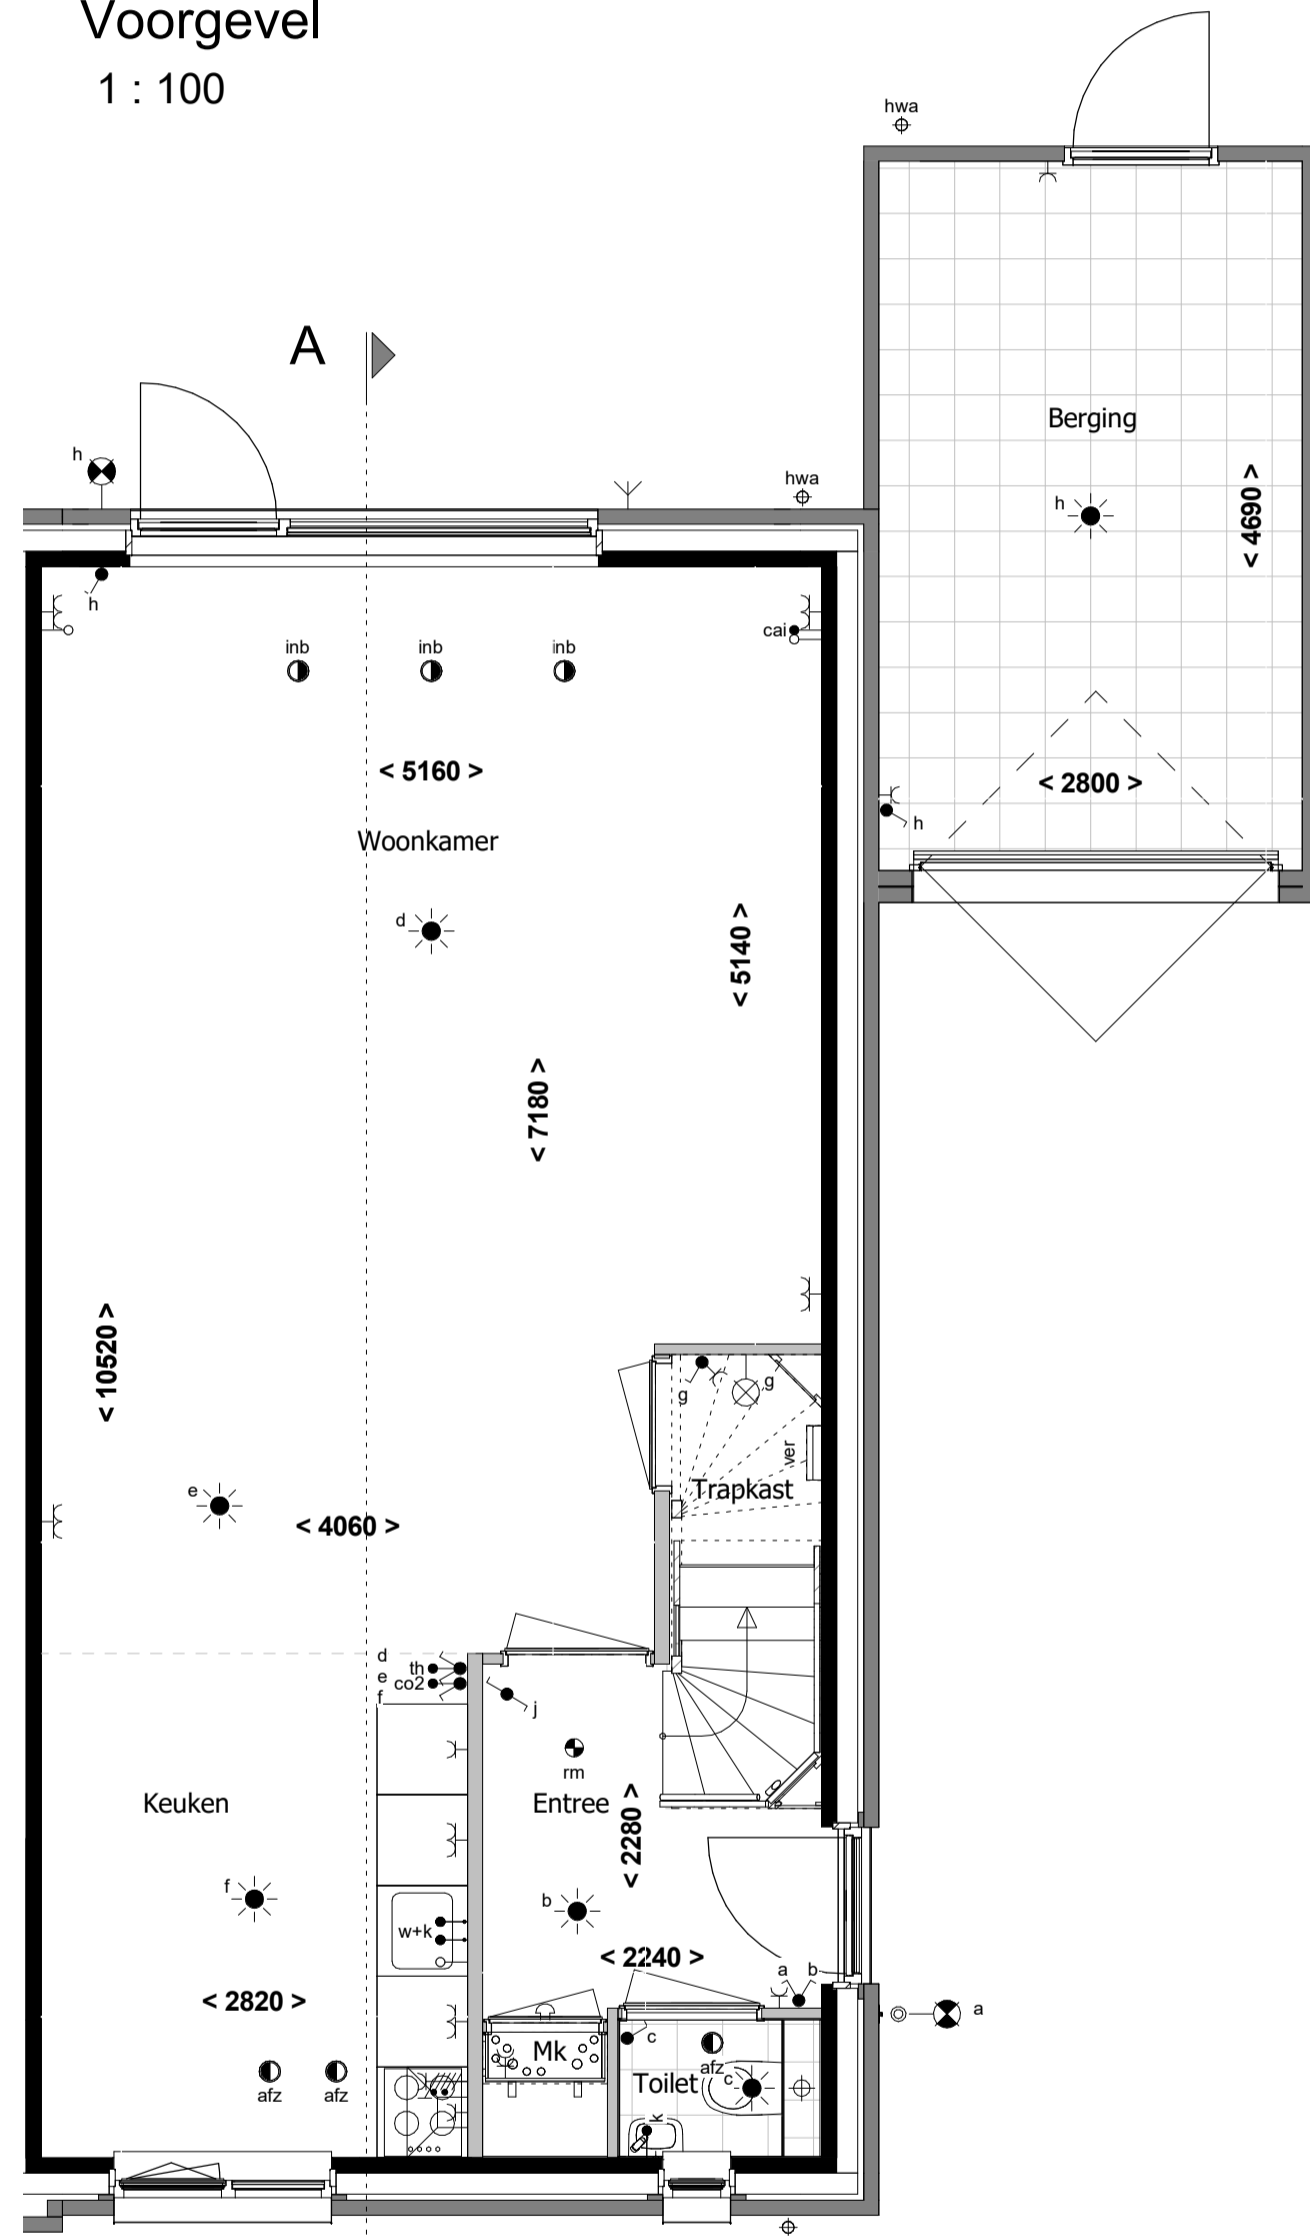 Voorgevel
1 : 100
hwa
A
Berging
h
hwa
h
< 4690 >
h
cai
inb
inb
inb
< 5160 >
< 2800 >
h
Woonkamer
d
< 5140 >
< 7180 >
< 10520 >
g
g
ver
Trapkast
e
< 4060 >
d
th
e
co2
f
j
rm
Keuken
Entree
< 2280 >
f
b
w+k
< 2240 >
a
b
< 2820 >
a
c
Mk
afz
c
Toilet
afz
afz
k